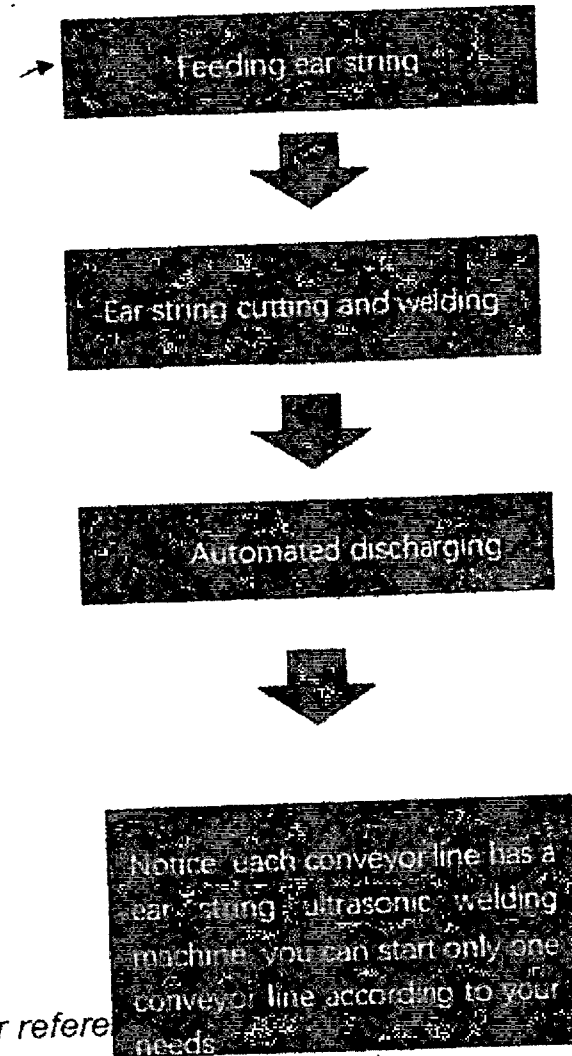 Feeding ear string
Ear string cutting and welding
Automated discharging
Notice each conveyor line has a
ear string ultrasonic welding
machine, you can start only one
conveyor line according to your
needs
r refere